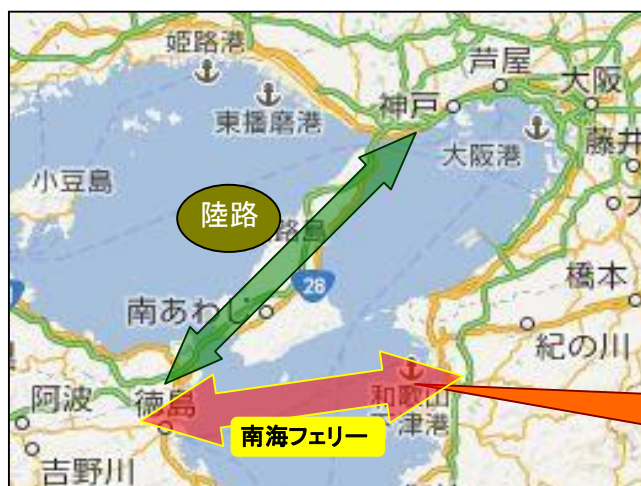 姫路港
東播磨港
芦屋
神戸
大阪
大阪港
藤井
小豆島
陸路
路島
28
南あわじ
橋本
紀の川
阿波
徳島
和歌山
津港
南海フェリー
吉野川